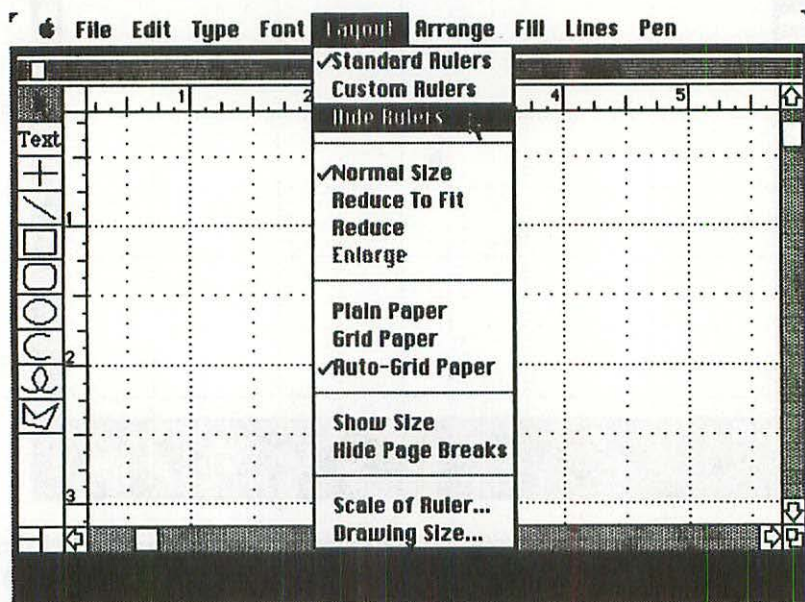 File Edit Type Font Layout Arrange Fill Lines Pen
✓Standard Rulers
Custom Rulers
Hide Rulers
✓Normal Size
Reduce To Fit
Reduce
Enlarge
Plain Paper
Grid Paper
✓Auto-Grid Paper
Show Size
Hide Page Breaks
Scale of Ruler...
Drawing Size...
1 2 4 5
Text
1
2
3